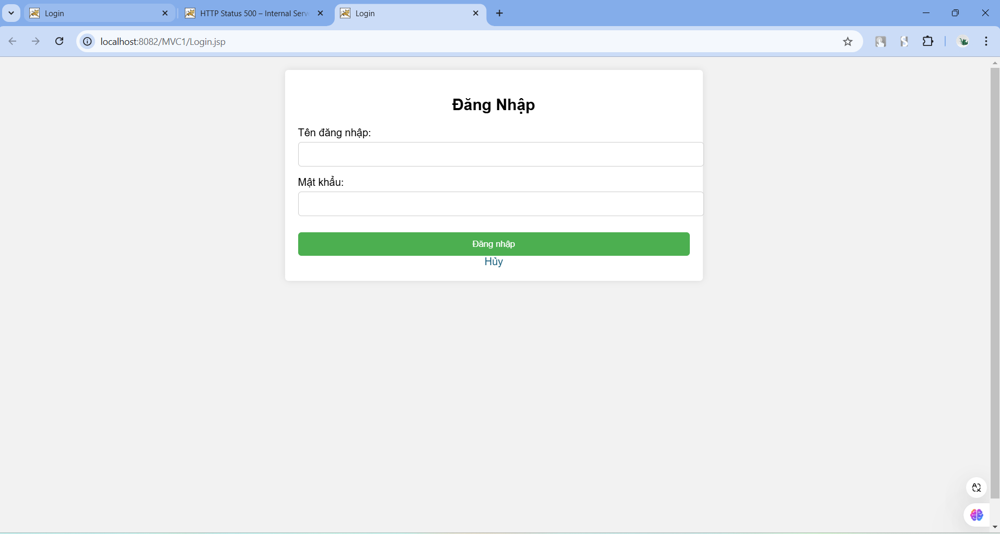 Login
HTTP Status 500 – Internal Serv
Login
localhost:8082/MVC1/Login.jsp
Đăng Nhập
Tên đăng nhập:
Mật khẩu:
Đăng nhập
Hủy